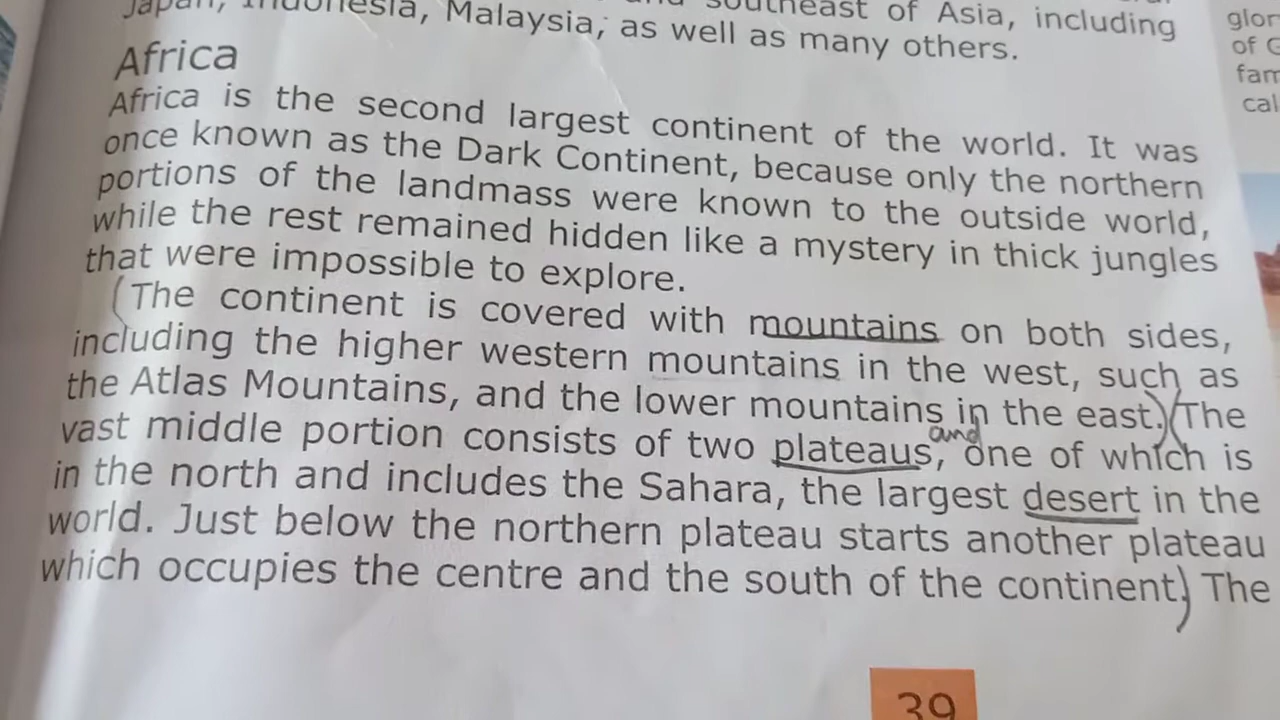 Japan, Indonesia, Malaysia, as well as many others.
southeast of Asia, including
Africa
Africa is the second largest continent of the world. It was
once known as the Dark Continent, because only the northern
portions of the landmass were known to the outside world,
while the rest remained hidden like a mystery in thick jungles
that were impossible to explore.
(The continent is covered with mountains on both sides,
including the higher western mountains in the west, such as
the Atlas Mountains, and the lower mountains in the east.)(The
and
vast middle portion consists of two plateaus, one of which is
in the north and includes the Sahara, the largest desert in the
world. Just below the northern plateau starts another plateau
which occupies the centre and the south of the continent.) The
39
of